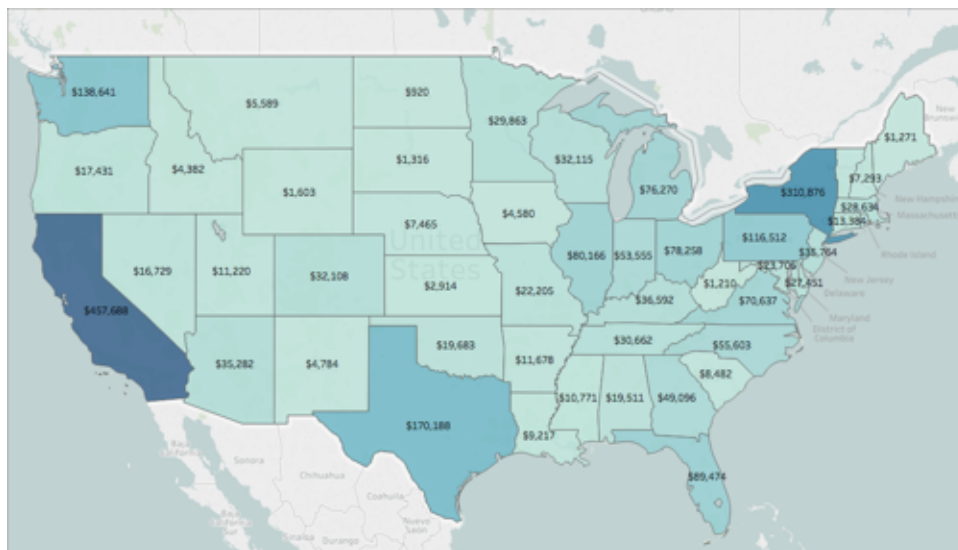 $138,641
$5,589
$920
$29,863
$1,271
New
$17,431
$4,382
$1,316
$32,115
$76,270
$7,293
$310,876
New Hampshire
$1,603
$28,634
Massachusetts
$13,384
$4,580
$7,465
United
States
$116,512
Rhode Island
$16,729
$11,220
$32,108
$80,166
$53,555
$78,258
$35,764
$23,706
New Jersey
$2,914
$22,205
$1,210
$27,451
Delaware
$457,688
$36,592
$70,637
Maryland
District of
Columbia
$35,282
$4,784
$19,683
$30,662
$55,603
$11,678
$8,482
$10,771
$19,511
$49,096
$170,188
$9,217
$89,474
Baja
Sonora
Chihuahua
Coahuila
Nuevo
León
Durango